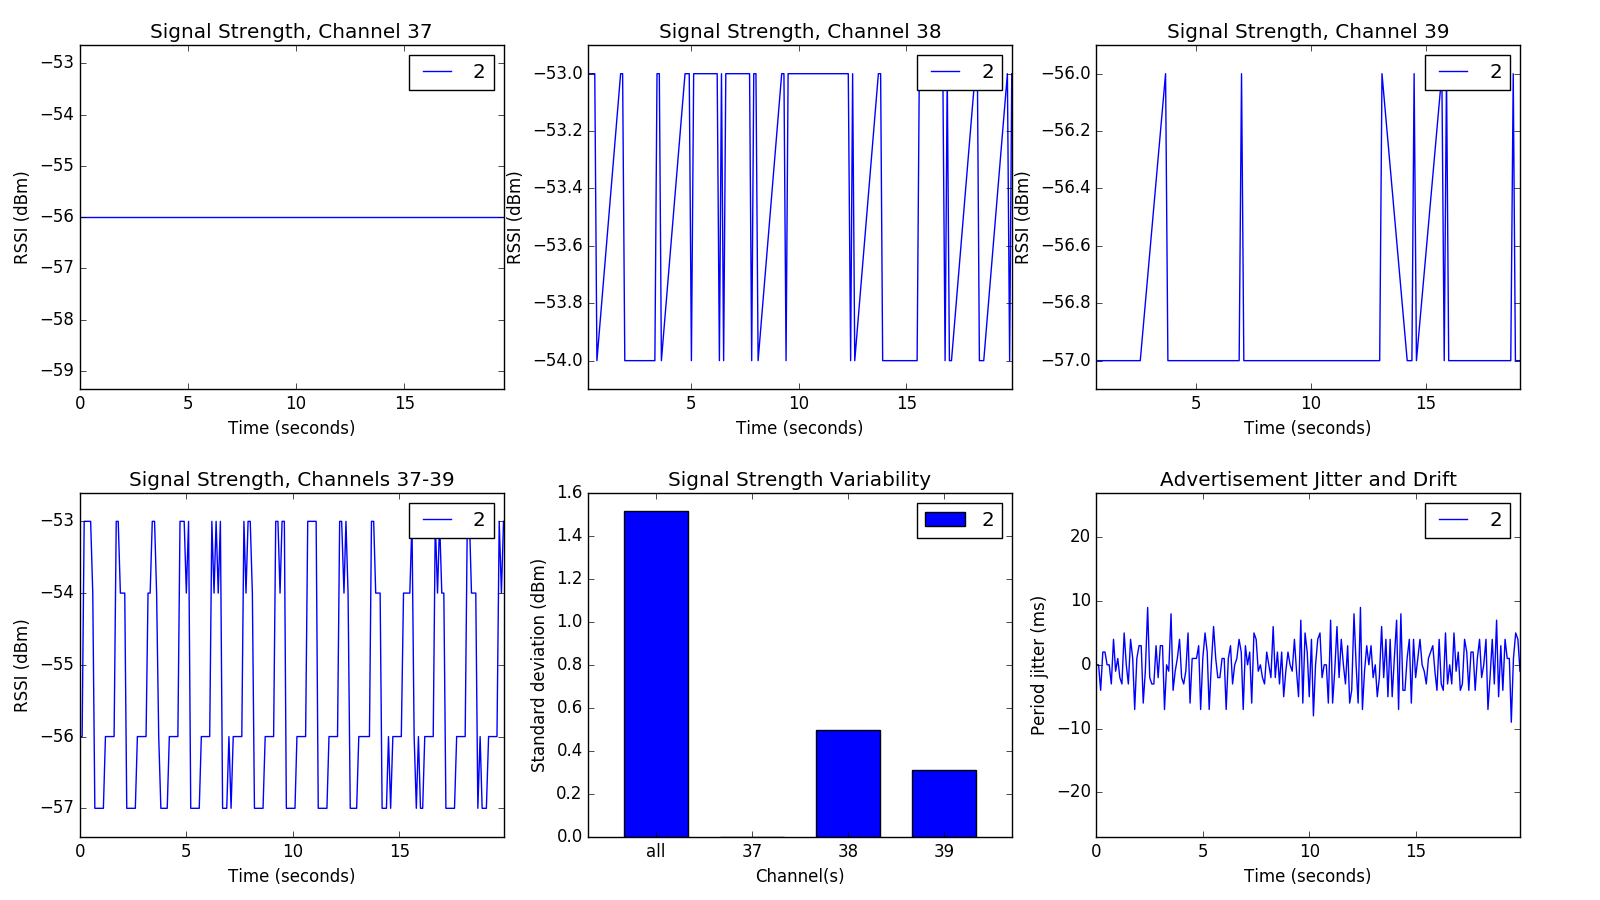 Signal Strength, Channel 37
−53
−54
−55
−56
−57
−58
−59
RSSI (dBm)
0 5 10 15
Time (seconds)
2
Signal Strength, Channel 38
−53.0
−53.2
−53.4
−53.6
−53.8
−54.0
RSSI (dBm)
5 10 15
Time (seconds)
2
Signal Strength, Channel 39
−56.0
−56.2
−56.4
−56.6
−56.8
−57.0
RSSI (dBm)
5 10 15
Time (seconds)
2
Signal Strength, Channels 37-39
−53
−54
−55
−56
−57
RSSI (dBm)
0 5 10 15
Time (seconds)
2
Signal Strength Variability
1.6
1.4
1.2
1.0
0.8
0.6
0.4
0.2
0.0
Standard deviation (dBm)
all 37 38 39
Channel(s)
2
Advertisement Jitter and Drift
20
10
0
−10
−20
Period jitter (ms)
0 5 10 15
Time (seconds)
2